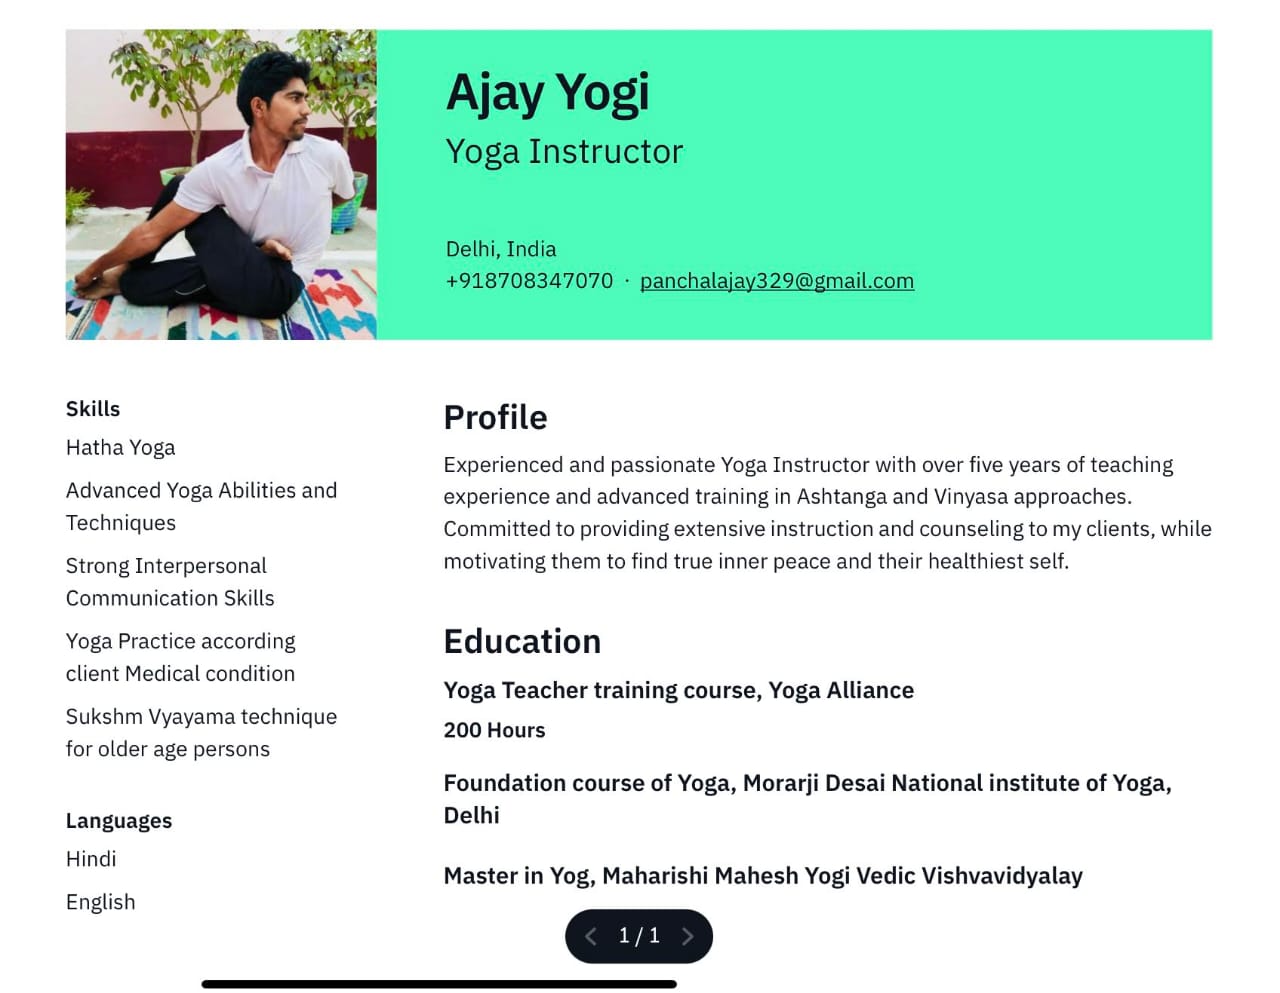 Ajay Yogi
Yoga Instructor
Delhi, India
+918708347070 · panchalajay329@gmail.com
Skills
Hatha Yoga
Advanced Yoga Abilities and
Techniques
Strong Interpersonal
Communication Skills
Yoga Practice according
client Medical condition
Sukshm Vyayama technique
for older age persons
Languages
Hindi
English
Profile
Experienced and passionate Yoga Instructor with over five years of teaching
experience and advanced training in Ashtanga and Vinyasa approaches.
Committed to providing extensive instruction and counseling to my clients, while
motivating them to find true inner peace and their healthiest self.
Education
Yoga Teacher training course, Yoga Alliance
200 Hours
Foundation course of Yoga, Morarji Desai National institute of Yoga,
Delhi
Master in Yog, Maharishi Mahesh Yogi Vedic Vishvavidyalay
1 / 1